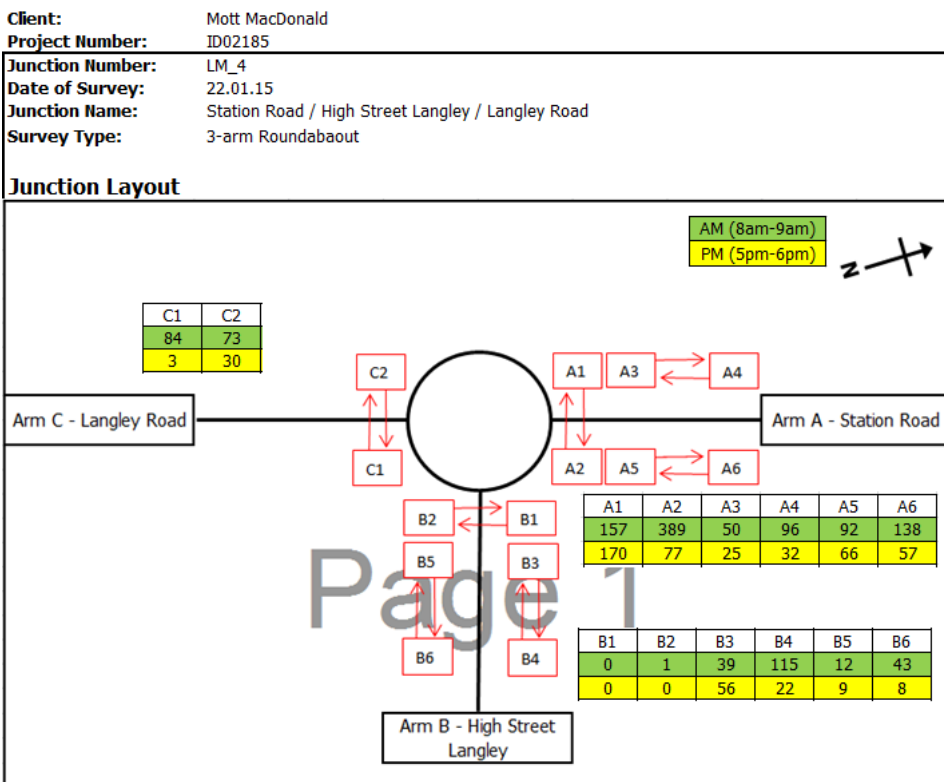 Client: Mott MacDonald
Project Number: ID02185
Junction Number: LM_4
Date of Survey: 22.01.15
Junction Name: Station Road / High Street Langley / Langley Road
Survey Type: 3-arm Roundabaout
Junction Layout
AM (8am-9am)
PM (5pm-6pm)
N
C1 C2
84 73
3 30
C2
A1 A3 A4
Arm C - Langley Road
Arm A - Station Road
C1
A2 A5 A6
B2 B1
A1 A2 A3 A4 A5 A6
157 389 50 96 92 138
170 77 25 32 66 57
B5 B3
Page 1
B6 B4
B1 B2 B3 B4 B5 B6
0 1 39 115 12 43
0 0 56 22 9 8
Arm B - High Street
Langley